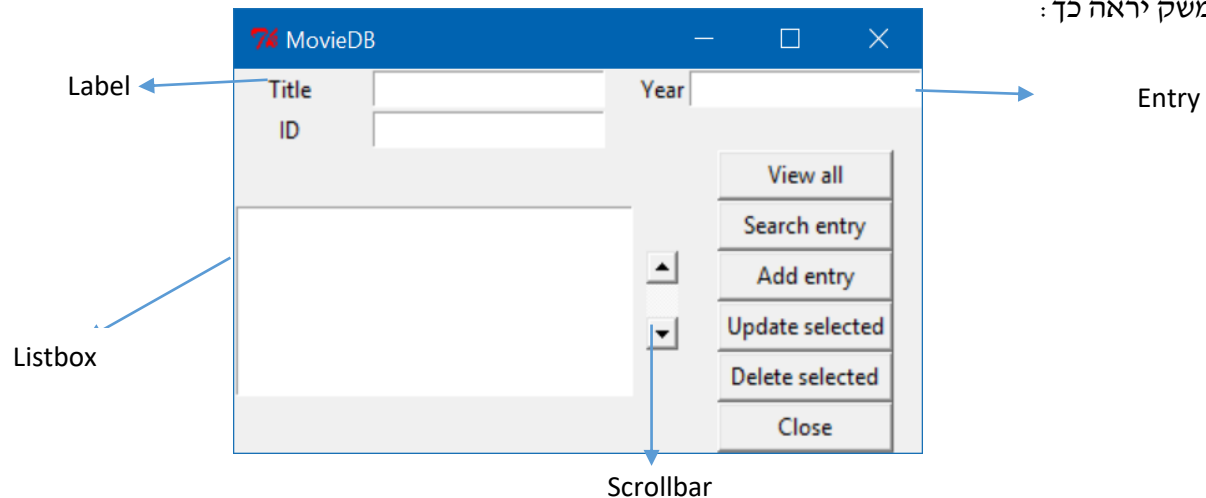 משק יראה כך:
MovieDB
Label
Title
Year
Entry
ID
View all
Search entry
Add entry
Update selected
Listbox
Delete selected
Close
Scrollbar